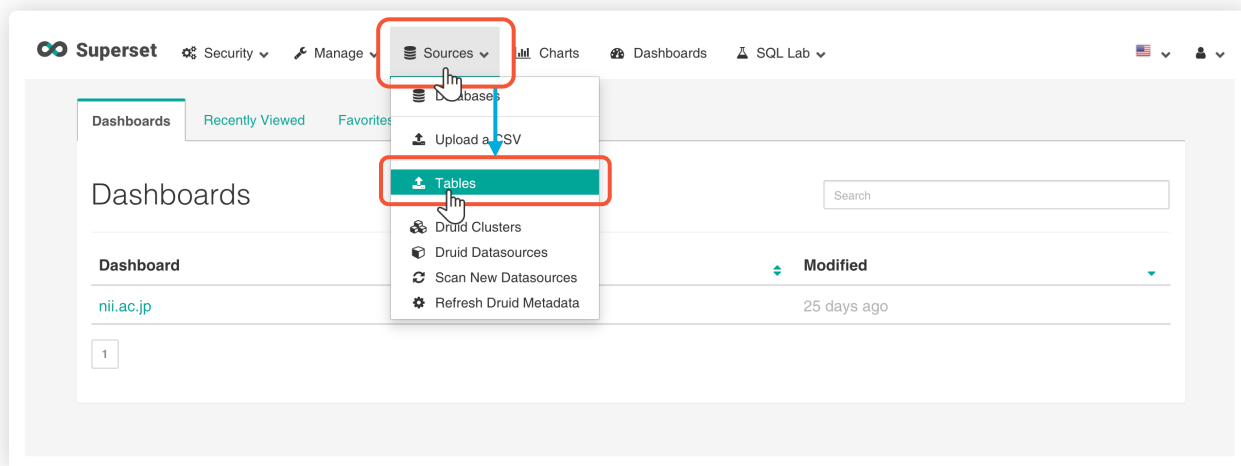 Superset Security Manage Sources Charts Dashboards SQL Lab
Databases
Dashboards Recently Viewed Favorites
Upload a CSV
Tables
Dashboards
Search
Druid Clusters
Druid Datasources
Dashboard Modified
Scan New Datasources
Refresh Druid Metadata
nii.ac.jp 25 days ago
1